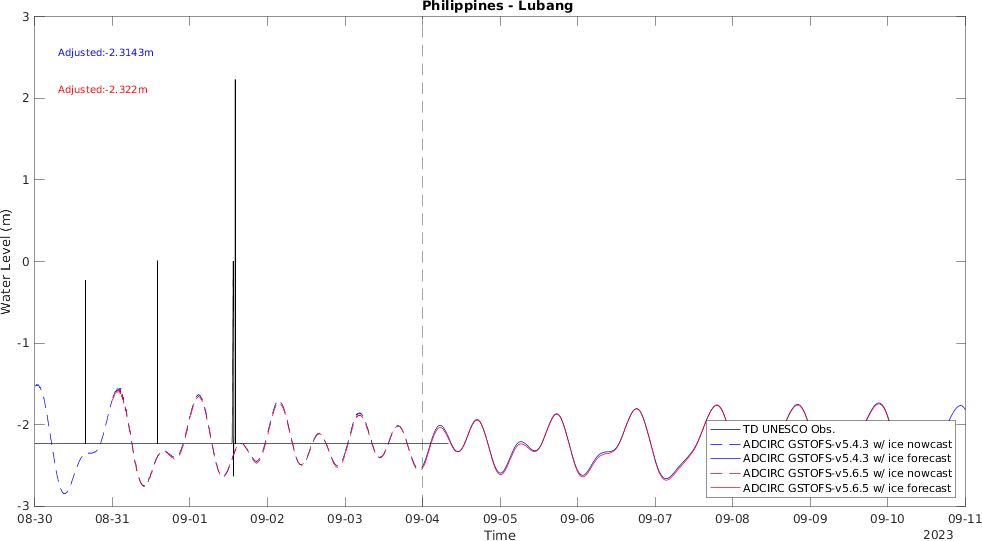 Philippines - Lubang
Adjusted:-2.3143m
Adjusted:-2.322m
Water Level (m)
3
2
1
0
-1
-2
-3
08-30 08-31 09-01 09-02 09-03 09-04 09-05 09-06 09-07 09-08 09-09 09-10 09-11
Time
2023
TD UNESCO Obs.
ADCIRC GSTOFS-v5.4.3 w/ ice nowcast
ADCIRC GSTOFS-v5.4.3 w/ ice forecast
ADCIRC GSTOFS-v5.6.5 w/ ice nowcast
ADCIRC GSTOFS-v5.6.5 w/ ice forecast